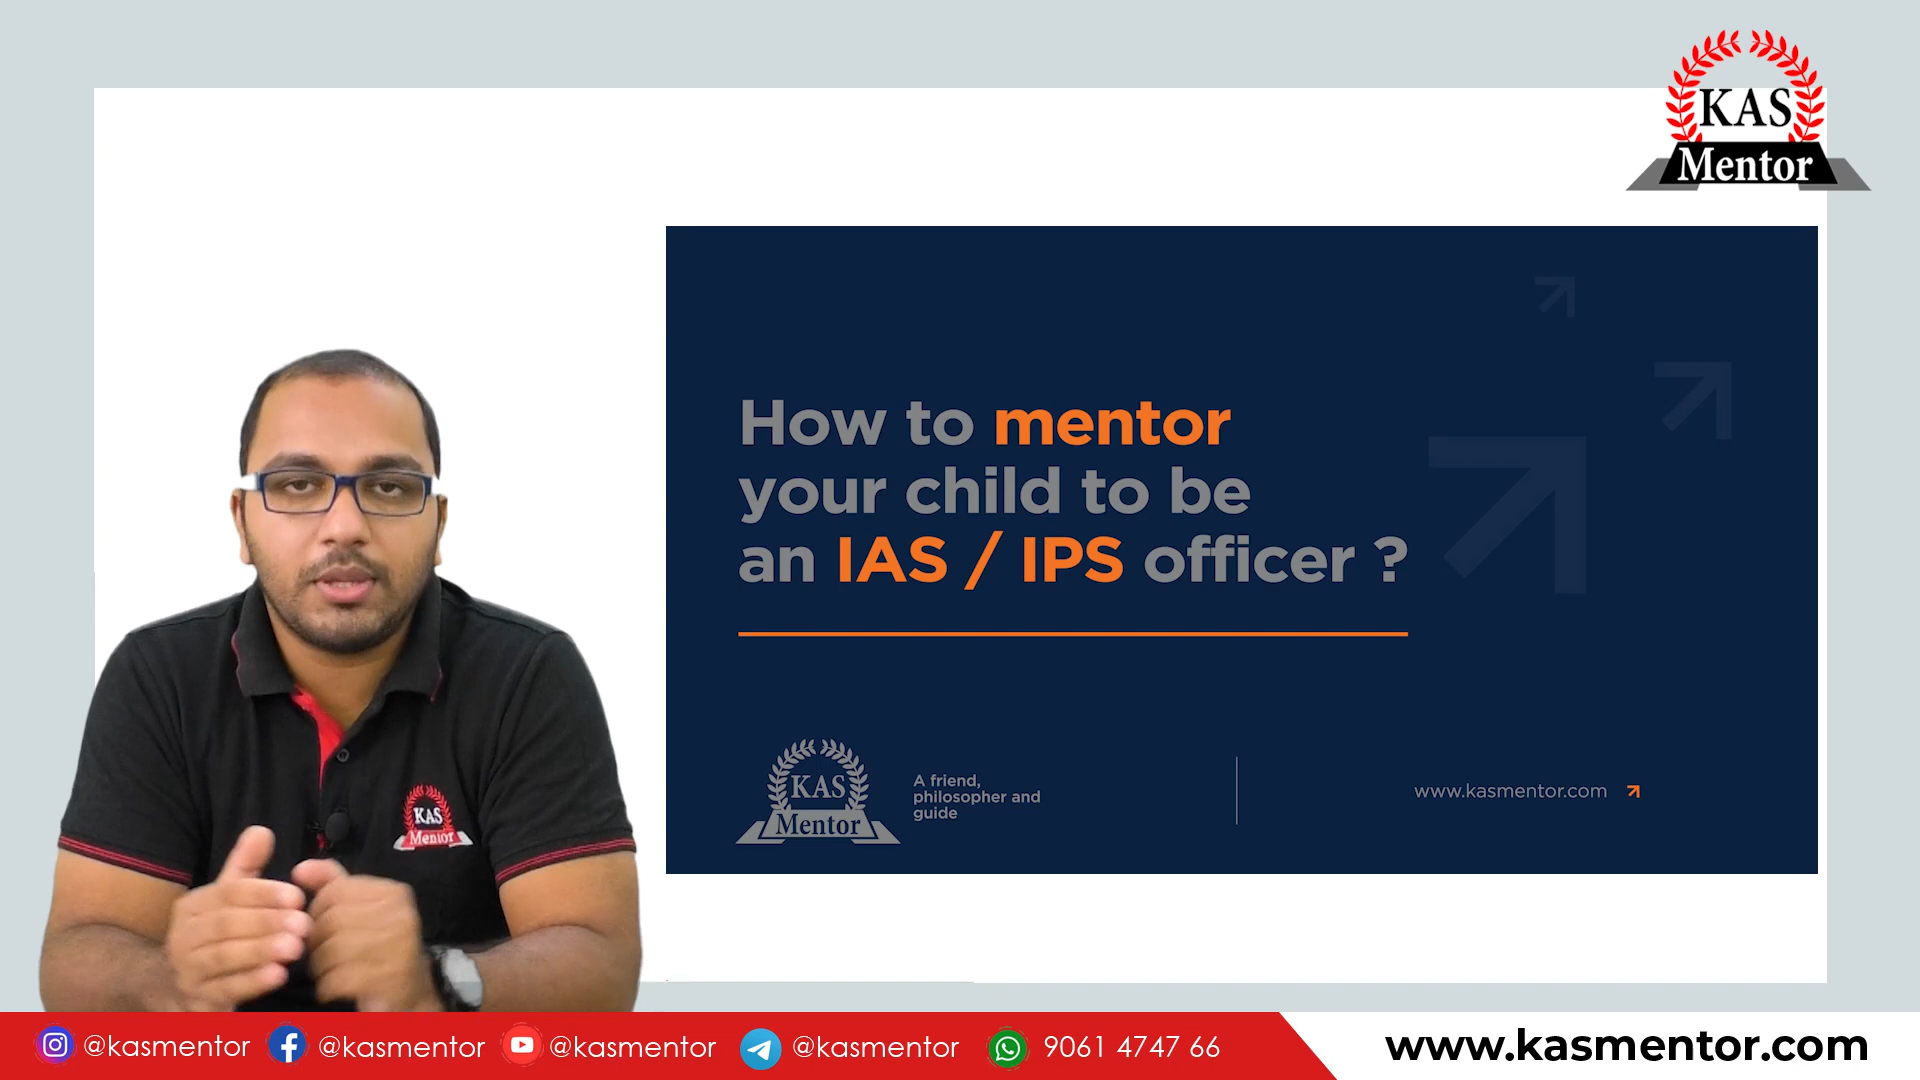 KAS
Mentor
How to mentor
your child to be
an IAS / IPS officer ?
KAS
Mentor
A friend,
philosopher and
guide
www.kasmentor.com
KAS
Mentor
@kasmentor @kasmentor @kasmentor @kasmentor 9061 4747 66
www.kasmentor.com